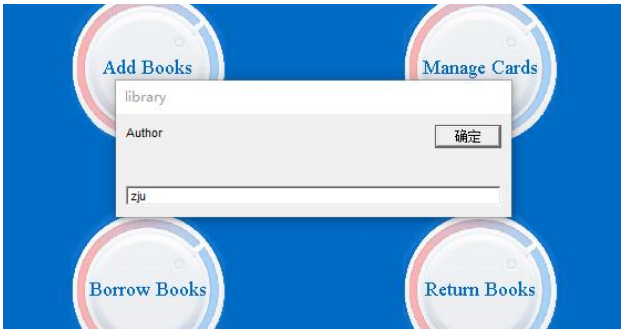 Add Books
Manage Cards
library
Author
确定
zju
Borrow Books
Return Books